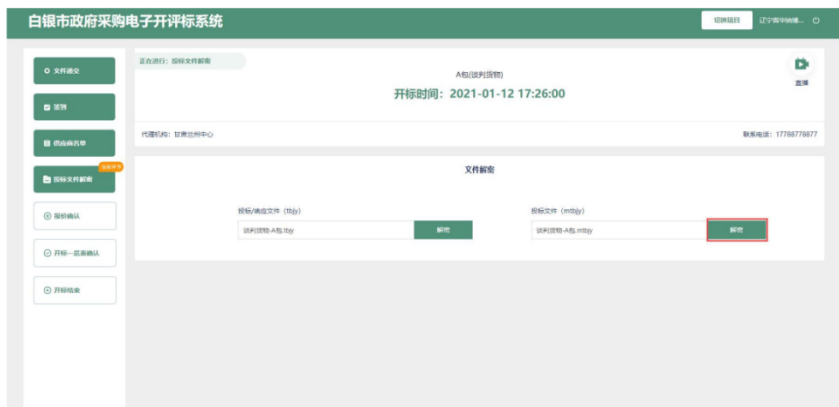 白银市政府采购电子开评标系统
切换项目
文件递交
正在进行：投标文件解密
A包(谈判货物)
直播
开标时间：2021-01-12 17:26:00
签到
供应商名单
代理机构：甘肃兰州中心
联系电话：17788778877
投标文件解密
文件解密
报价确认
投标/响应文件（tbjy）
投标文件（mtbjy）
谈判货物-A包.tbjy
解密
谈判货物-A包.mtbjy
解密
开标一览表确认
开标结束